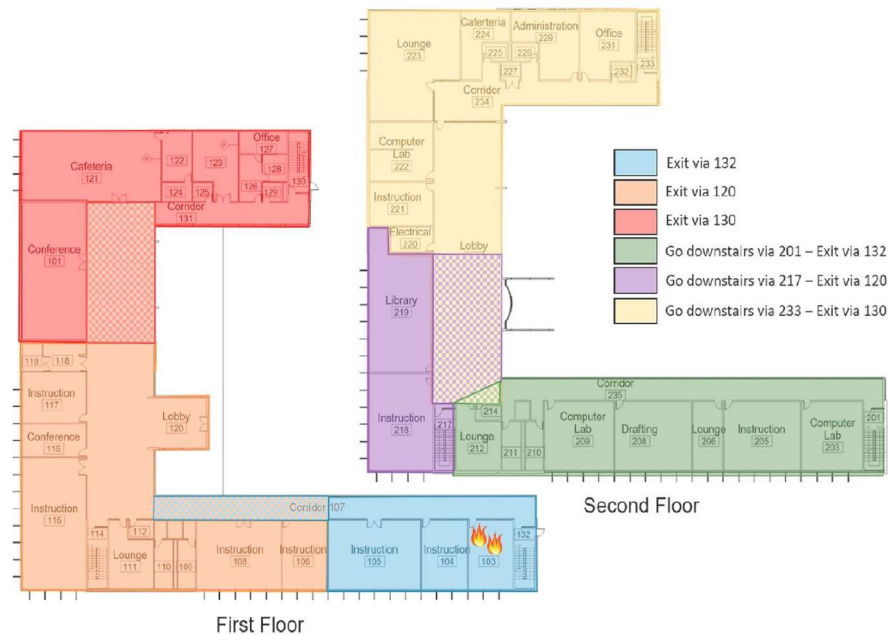 Cafeteria
121
122
123
Office
127
128
130
124
125
126
129
Corridor
131
Conference
101
119
118
Instruction
117
Lobby
120
Conference
116
Instruction
115
Corridor 107
114
112
Lounge
111
110
109
Instruction
108
Instruction
106
Instruction
105
Instruction
104
103
132
First Floor
Lounge
223
Caferteria
224
Administration
229
Office
231
225
226
227
232
233
Corridor
234
Computer
Lab
222
Instruction
221
Electrical
220
Lobby
Library
219
Instruction
218
217
214
Lounge
212
211
210
Corridor
235
Computer
Lab
209
Drafting
208
Lounge
206
Instruction
205
Computer
Lab
203
201
Second Floor
Exit via 132
Exit via 120
Exit via 130
Go downstairs via 201 – Exit via 132
Go downstairs via 217 – Exit via 120
Go downstairs via 233 – Exit via 130